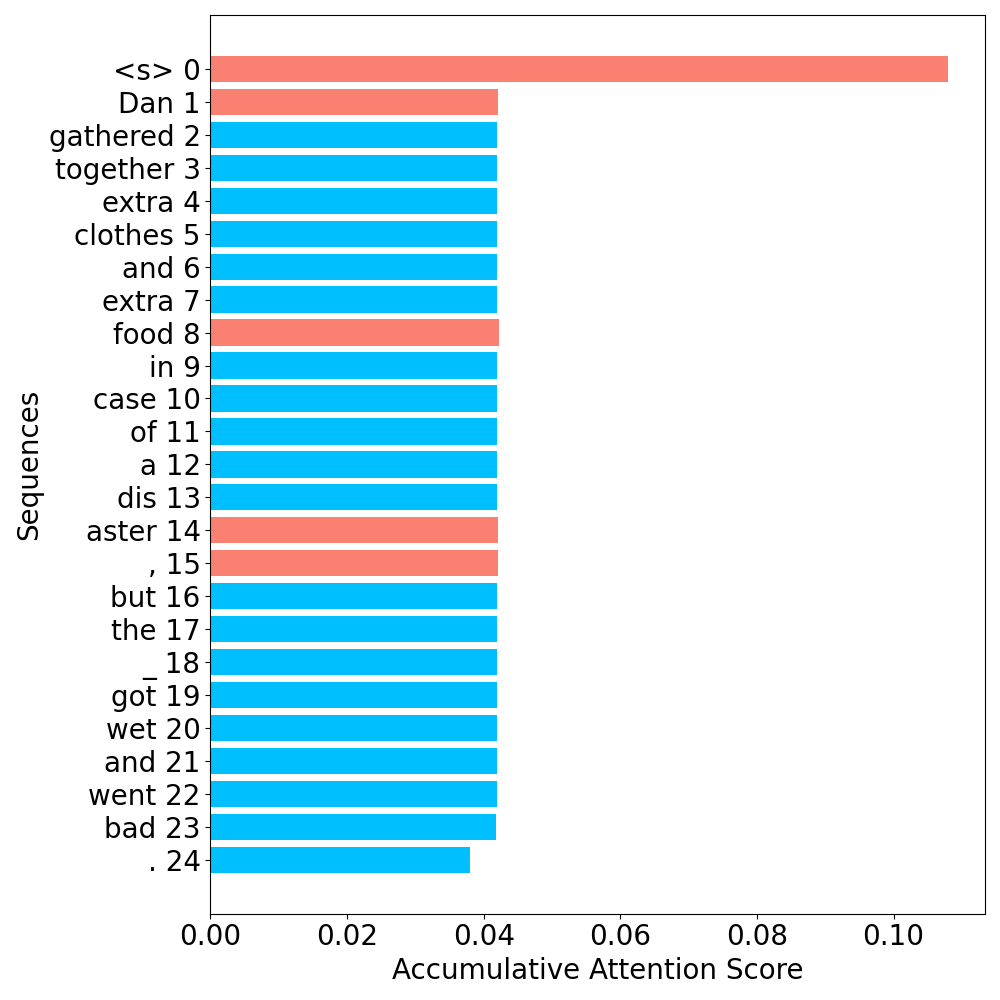 <s> 0
Dan 1
gathered 2
together 3
extra 4
clothes 5
and 6
extra 7
food 8
in 9
case 10
of 11
a 12
dis 13
aster 14
, 15
but 16
the 17
_ 18
got 19
wet 20
and 21
went 22
bad 23
. 24
Sequences
0.00 0.02 0.04 0.06 0.08 0.10
Accumulative Attention Score